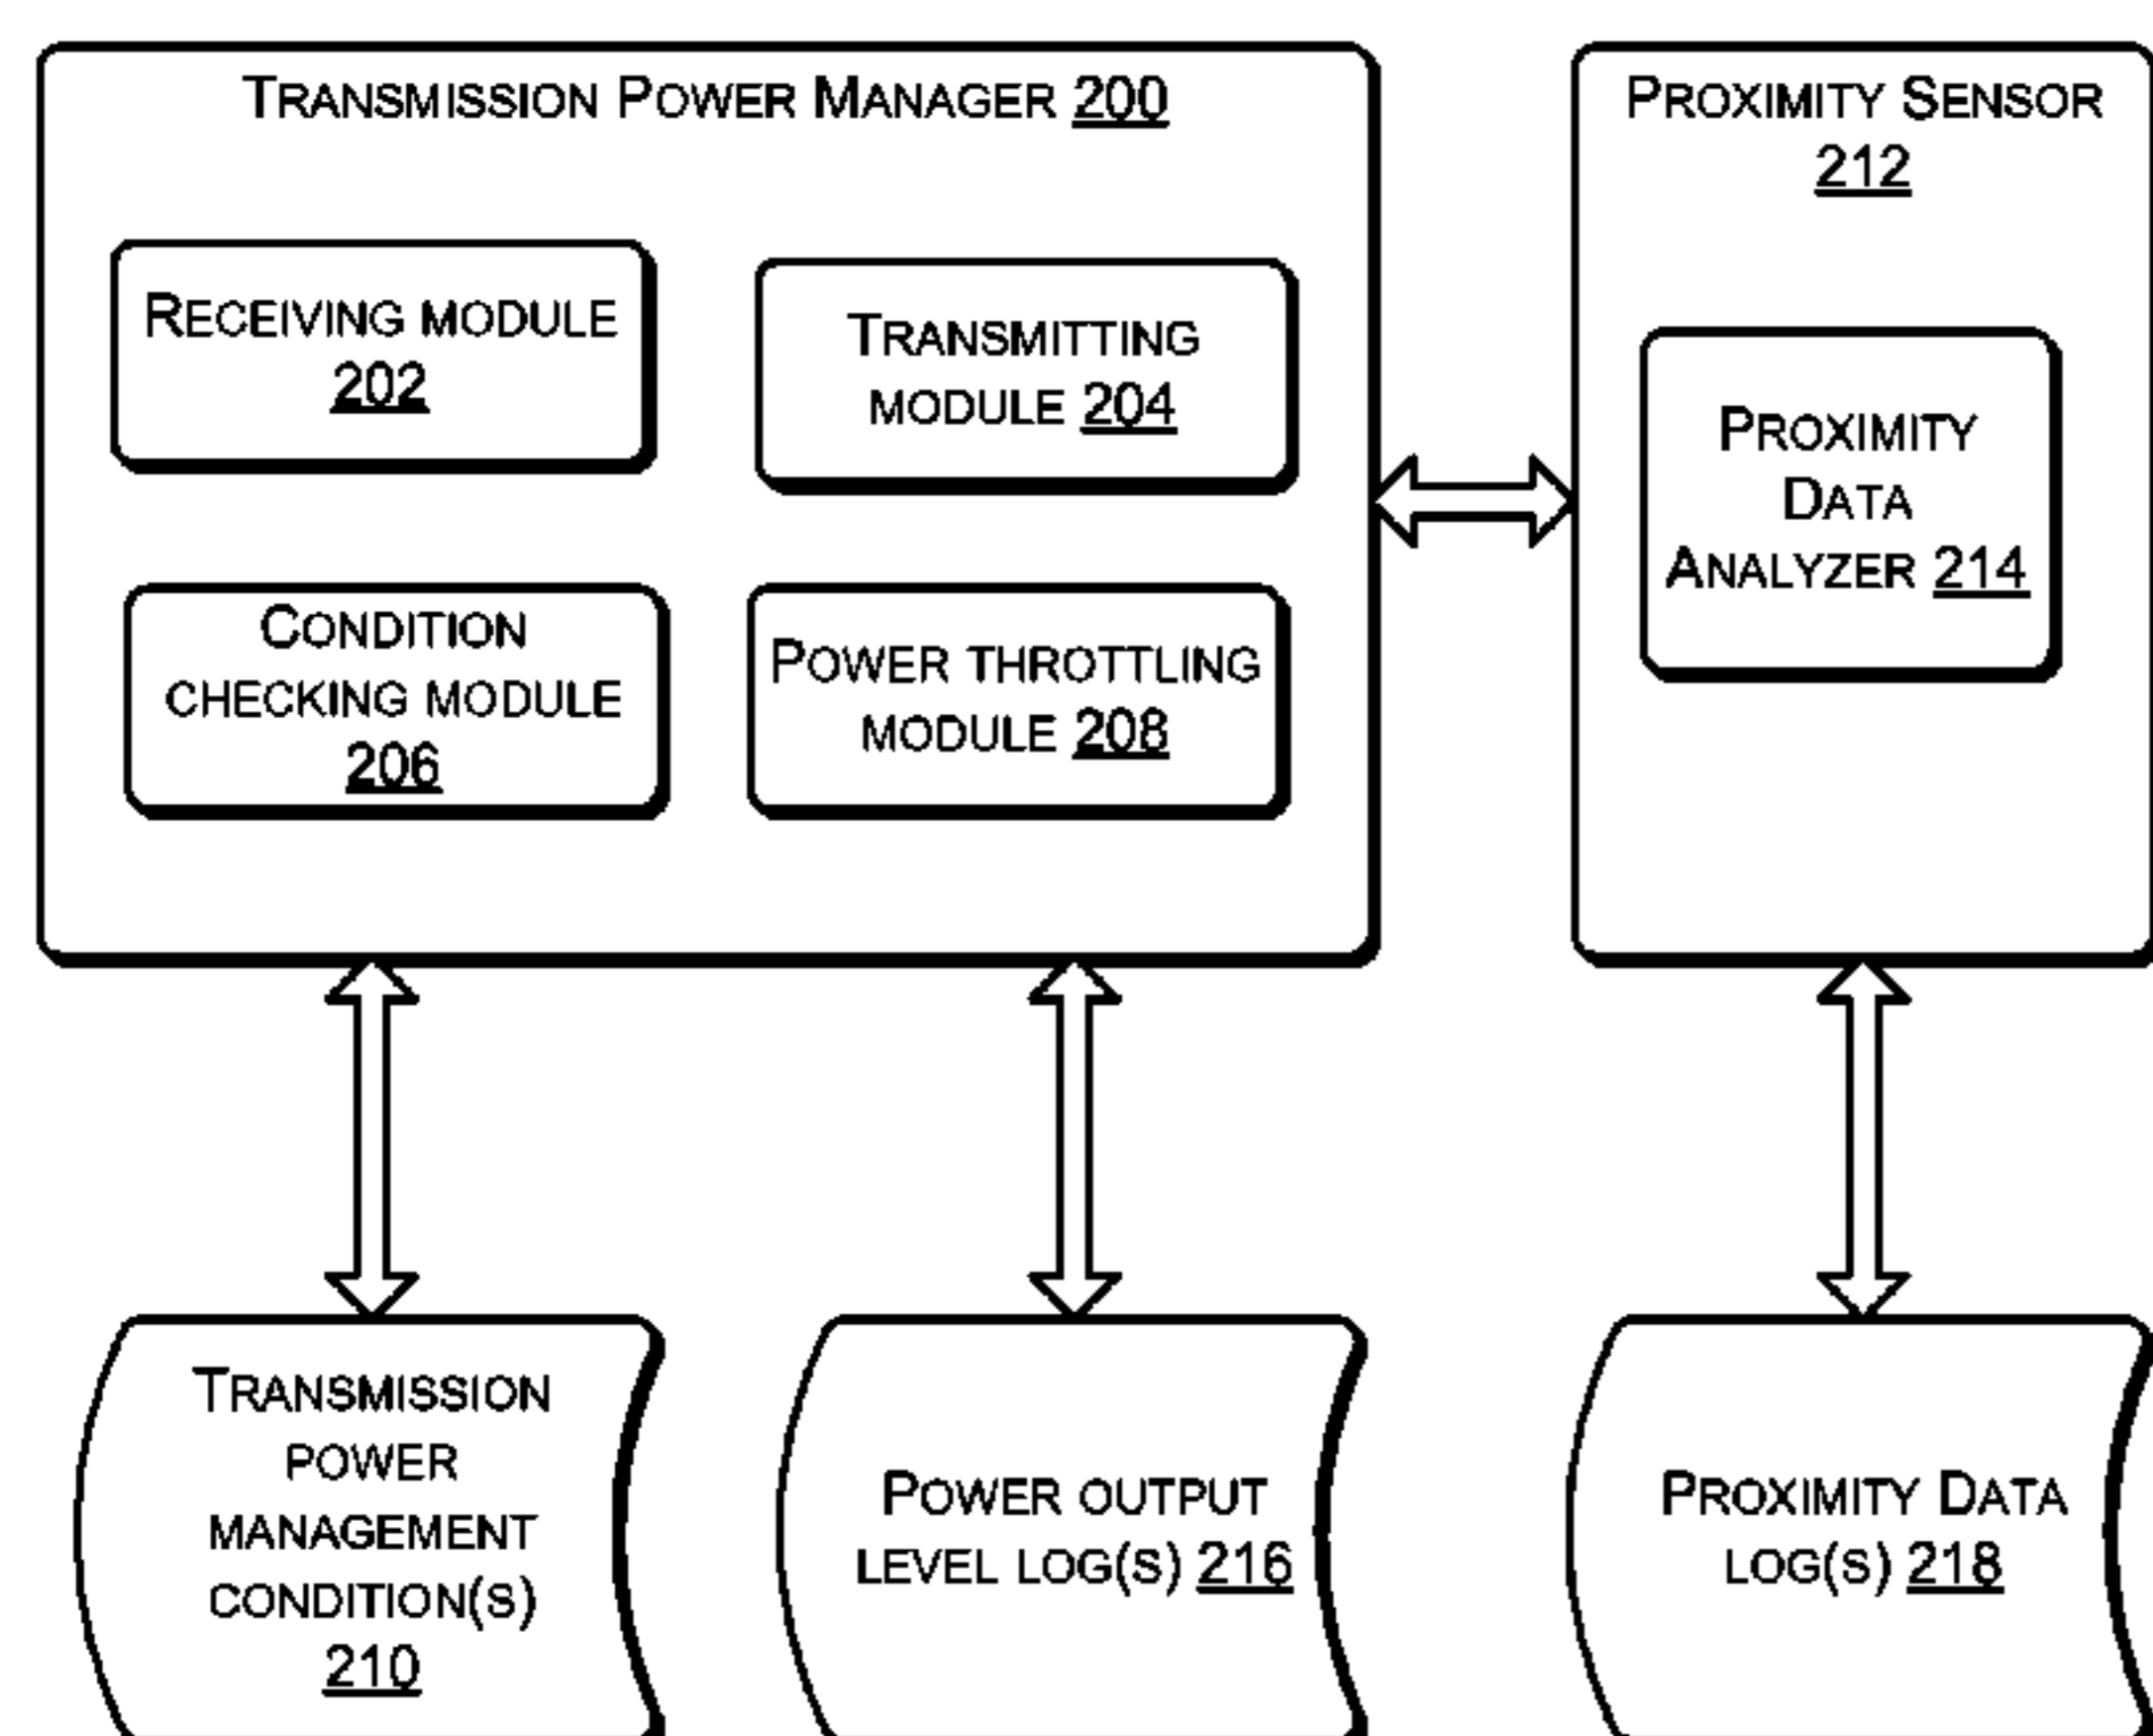 TRANSMISSION POWER MANAGER 200
RECEIVING MODULE
202
TRANSMITTING
MODULE 204
CONDITION
CHECKING MODULE
206
POWER THROTTLING
MODULE 208
PROXIMITY SENSOR
212
PROXIMITY
DATA
ANALYZER 214
TRANSMISSION
POWER
MANAGEMENT
CONDITION(S)
210
POWER OUTPUT
LEVEL LOG(S) 216
PROXIMITY DATA
LOG(S) 218